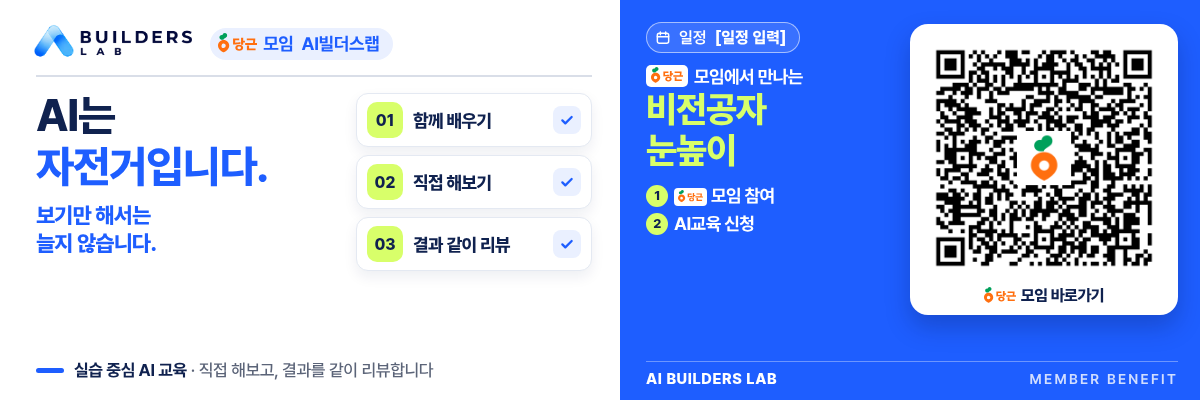 BUILDERS
LAB
당근 모임 AI빌더스랩
AI는
자전거입니다.
보기만 해서는
늘지 않습니다.
01 함께 배우기
02 직접 해보기
03 결과 같이 리뷰
실습 중심 AI 교육 · 직접 해보고, 결과를 같이 리뷰합니다
일정 [일정 입력]
당근 모임에서 만나는
비전공자
눈높이
1 당근 모임 참여
2 AI교육 신청
당근 모임 바로가기
AI BUILDERS LAB
MEMBER BENEFIT